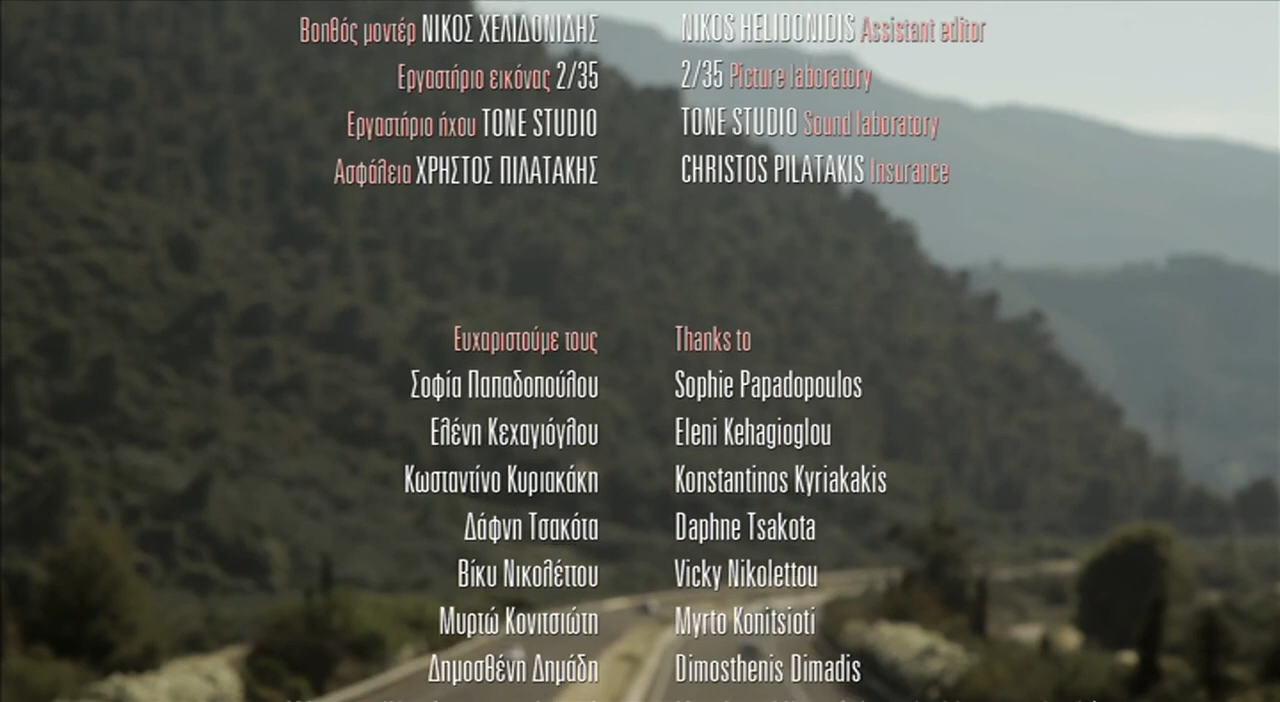 Βοηθός μοντέρ ΝΙΚΟΣ ΧΕΛΙΔΟΝΙΔΗΣ NIKOS HELIDONIDIS Assistant editor
Εργαστήριο εικόνας 2/35 2/35 Picture laboratory
Εργαστήριο ήχου TONE STUDIO TONE STUDIO Sound laboratory
Ασφάλεια ΧΡΗΣΤΟΣ ΠΙΛΑΤΑΚΗΣ CHRISTOS PILATAKIS Insurance
Ευχαριστούμε τους Thanks to
Σοφία Παπαδοπούλου Sophie Papadopoulos
Ελένη Κεχαγιόγλου Eleni Kehagioglou
Κωσταντίνο Κυριακάκη Konstantinos Kyriakakis
Δάφνη Τσακότα Daphne Tsakota
Βίκυ Νικολέττου Vicky Nikolettou
Μυρτώ Κονιτσιώτη Myrto Konitsioti
Δημοσθένη Δημάδη Dimosthenis Dimadis